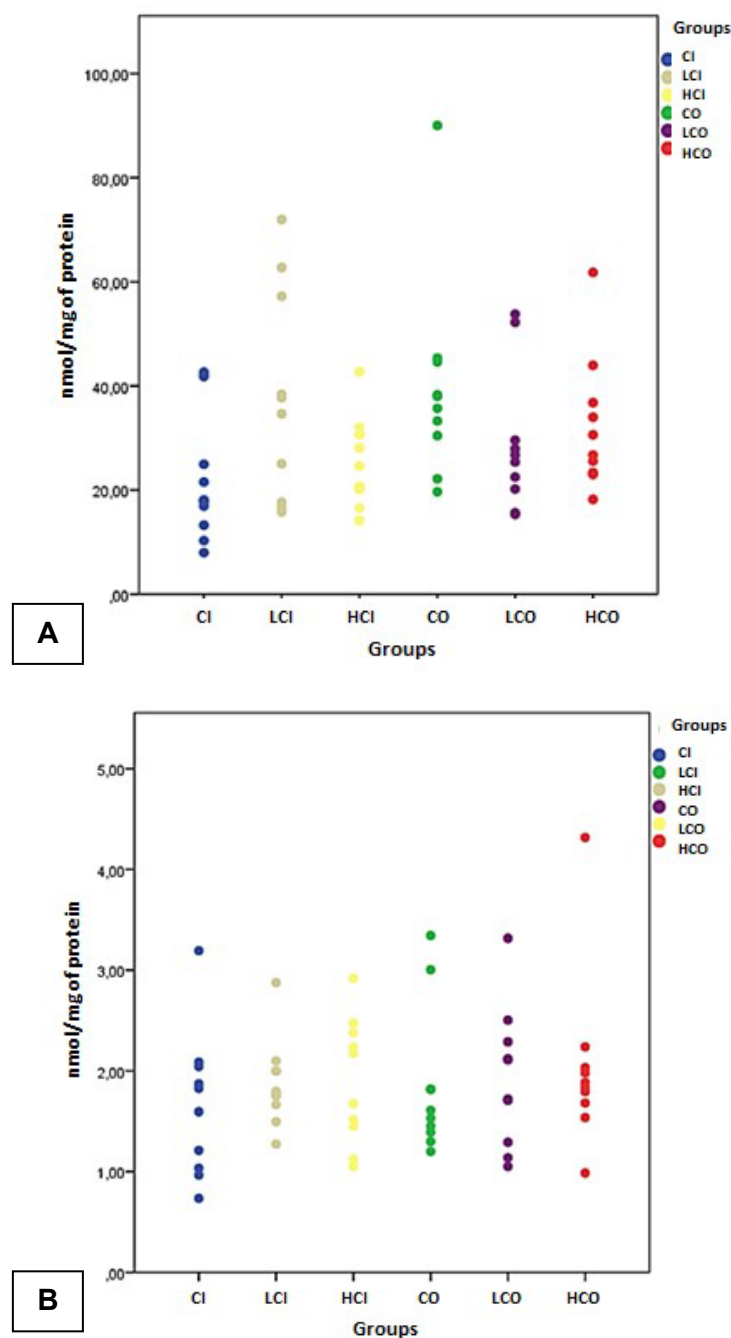 Groups
CI
LCI
HCI
CO
LCO
HCO
100,00
80,00
60,00
40,00
20,00
,00
nmol/mg of protein
CI LCI HCI CO LCO HCO
Groups
A
Groups
CI
LCI
HCI
CO
LCO
HCO
5,00
4,00
3,00
2,00
1,00
,00
nmol/mg of protein
CI LCI HCI CO LCO HCO
Groups
B